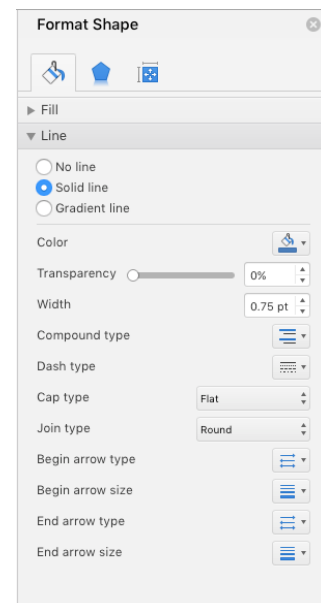 Format Shape
Fill
Line
No line
Solid line
Gradient line
Color
Transparency 0%
Width 0.75 pt
Compound type
Dash type
Cap type Flat
Join type Round
Begin arrow type
Begin arrow size
End arrow type
End arrow size